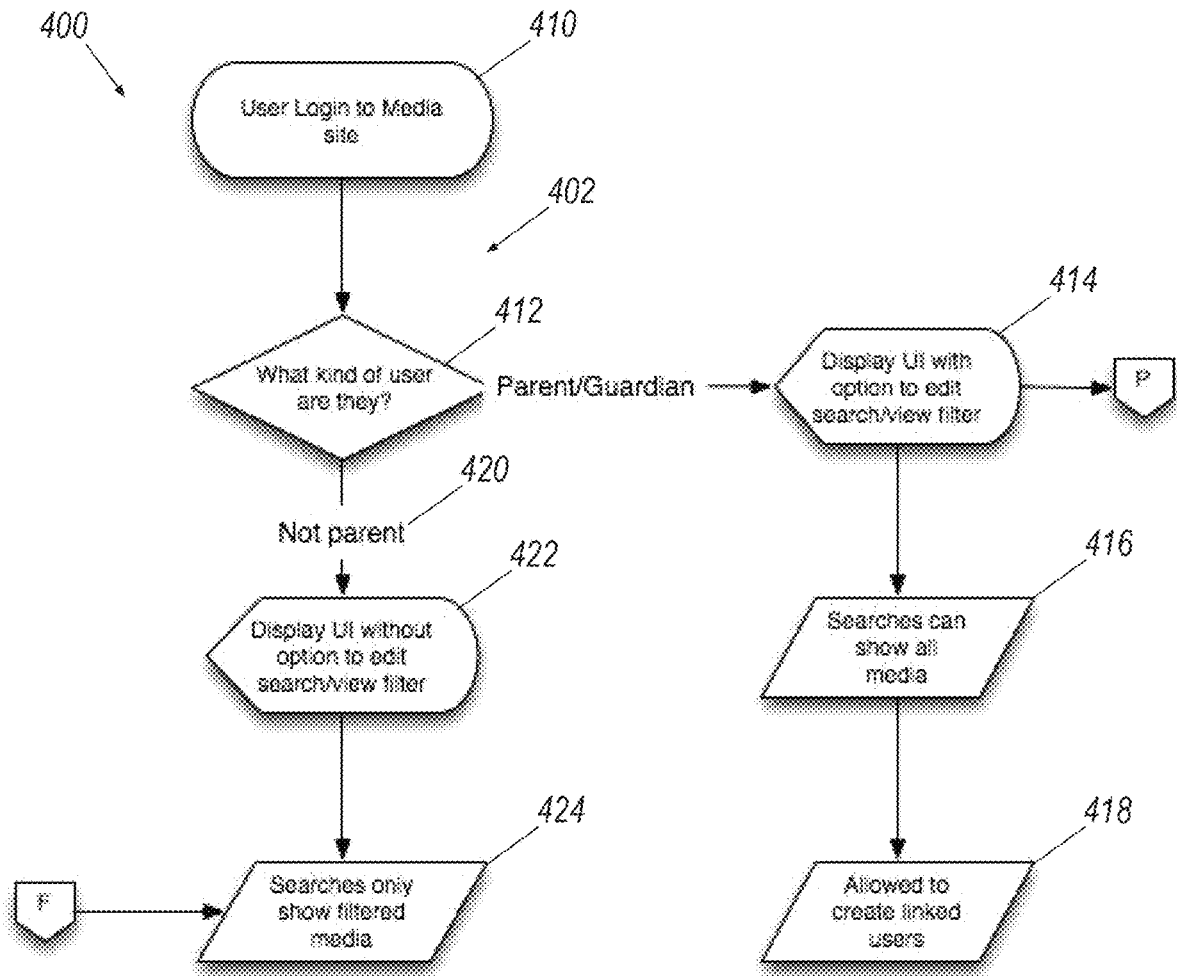 400
410
User Login to Media
site
402
412
What kind of user
are they?
Parent/Guardian
414
Display UI with
option to edit
search/view filter
P
420
Not parent
422
Display UI without
option to edit
search/view filter
416
Searches can
show all
media
424
Searches only
show filtered
media
F
418
Allowed to
create linked
users